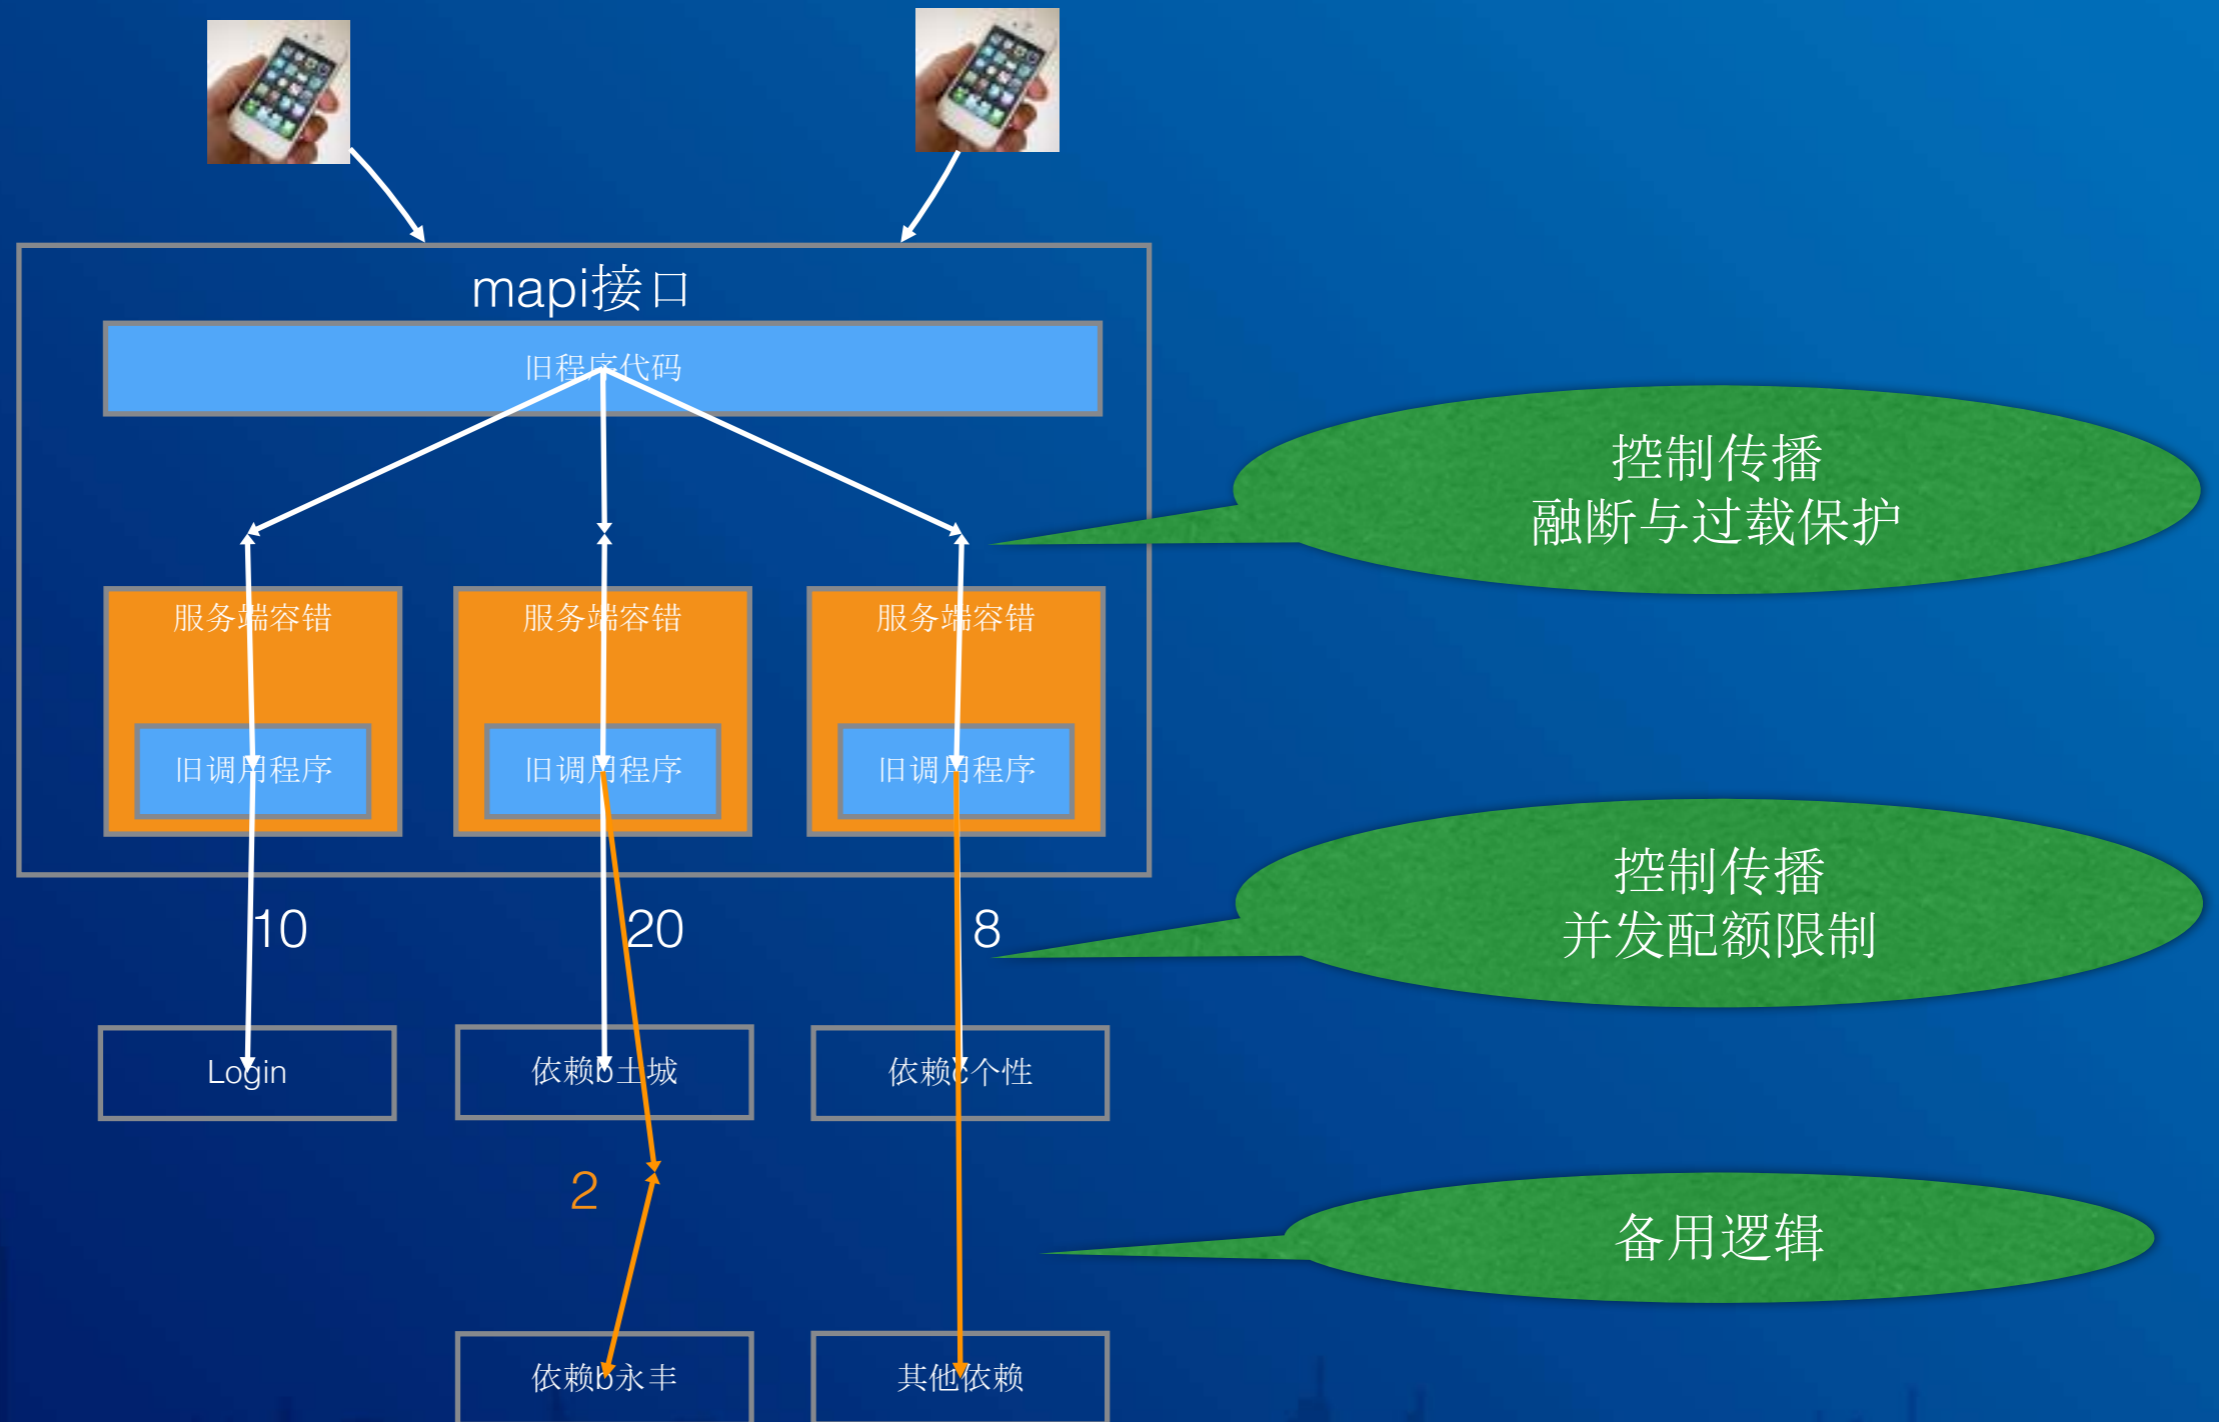 mapi接口
旧程序代码
控制传播
融断与过载保护
服务端容错
服务端容错
服务端容错
旧调用程序
旧调用程序
旧调用程序
控制传播
并发配额限制
10
20
8
Login
依赖b土城
依赖c个性
2
备用逻辑
依赖b永丰
其他依赖